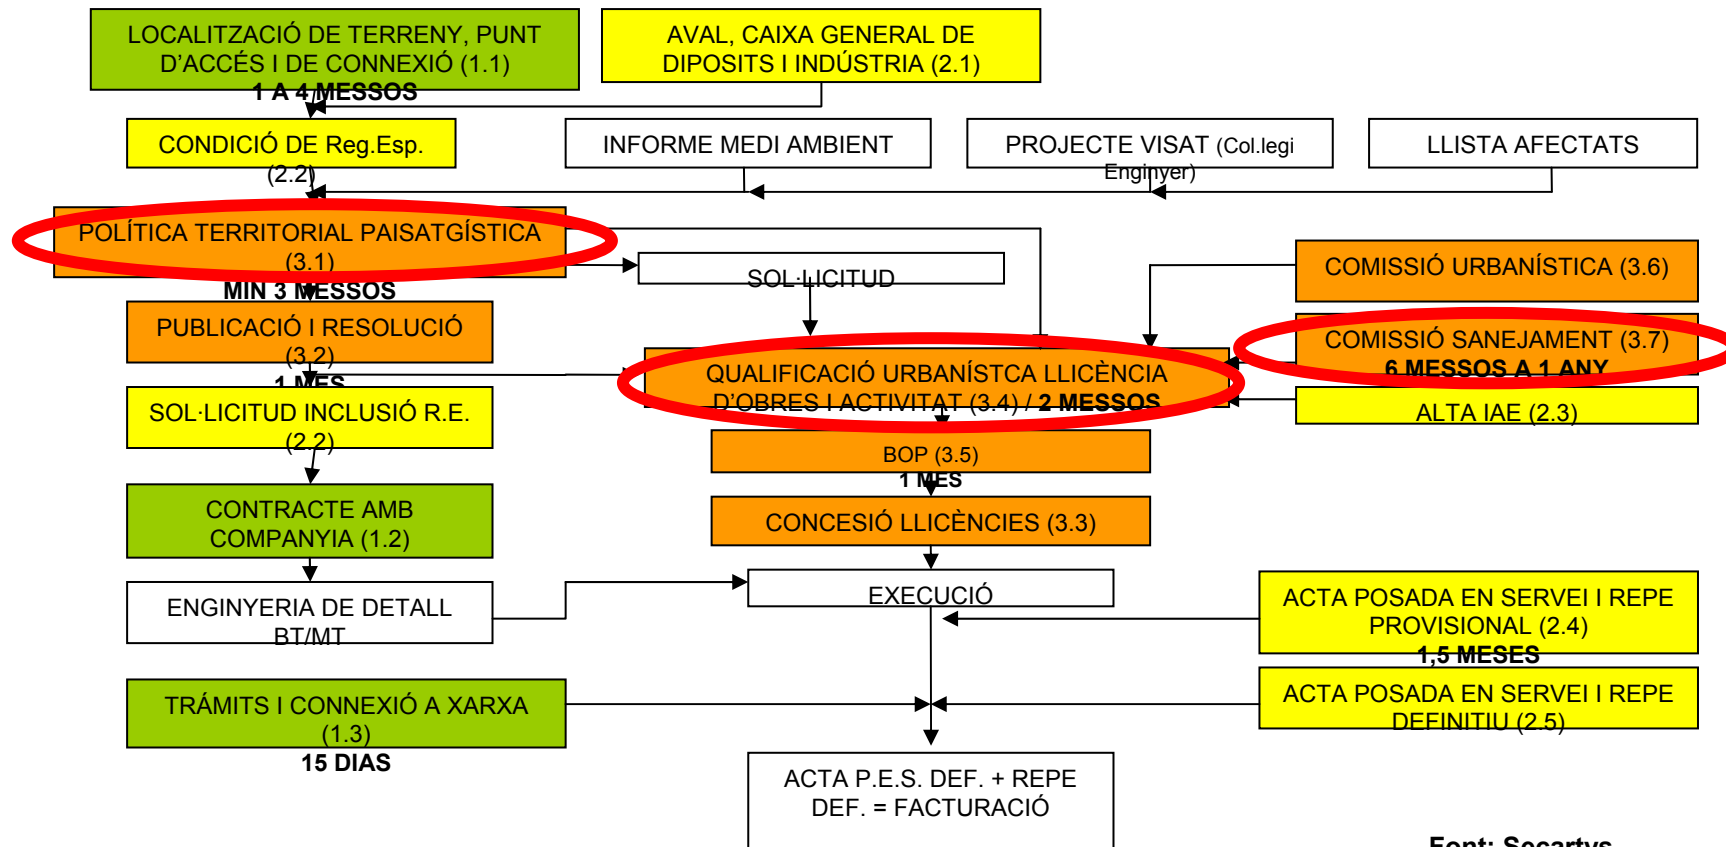 LOCALITZACIÓ DE TERRENY, PUNT
D'ACCÉS I DE CONNEXIÓ (1.1)
1 A 4 MESSOS
AVAL, CAIXA GENERAL DE
DIPOSITS I INDÚSTRIA (2.1)
CONDICIÓ DE Reg.Esp.
(2.2)
INFORME MEDI AMBIENT
PROJECTE VISAT (Col.legi
Enginyer)
LLISTA AFECTATS
POLÍTICA TERRITORIAL PAISATGÍSTICA
(3.1)
MIN 3 MESSOS
SOL·LICITUD
COMISSIÓ URBANÍSTICA (3.6)
PUBLICACIÓ I RESOLUCIÓ
(3.2)
1 MES
COMISSIÓ SANEJAMENT (3.7)
6 MESSOS A 1 ANY
QUALIFICACIÓ URBANÍSTCA LLICÈNCIA
D'OBRES I ACTIVITAT (3.4) / 2 MESSOS
SOL·LICITUD INCLUSIÓ R.E.
(2.2)
ALTA IAE (2.3)
BOP (3.5)
1 MES
CONTRACTE AMB
COMPANYIA (1.2)
CONCESIÓ LLICÈNCIES (3.3)
EXECUCIÓ
ENGINYERIA DE DETALL
BT/MT
ACTA POSADA EN SERVEI I REPE
PROVISIONAL (2.4)
1,5 MESES
TRÁMITS I CONNEXIÓ A XARXA
(1.3)
15 DIAS
ACTA POSADA EN SERVEI I REPE
DEFINITIU (2.5)
ACTA P.E.S. DEF. + REPE
DEF. = FACTURACIÓ
Font: Secartys